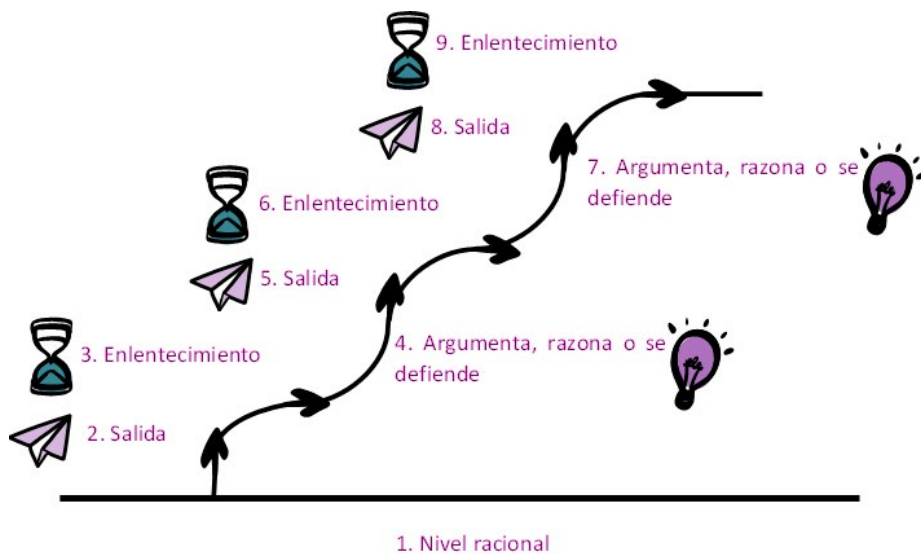 9. Enlentecimiento
8. Salida
7. Argumenta, razona o se
defiende
6. Enlentecimiento
5. Salida
4. Argumenta, razona o se
defiende
3. Enlentecimiento
2. Salida
1. Nivel racional